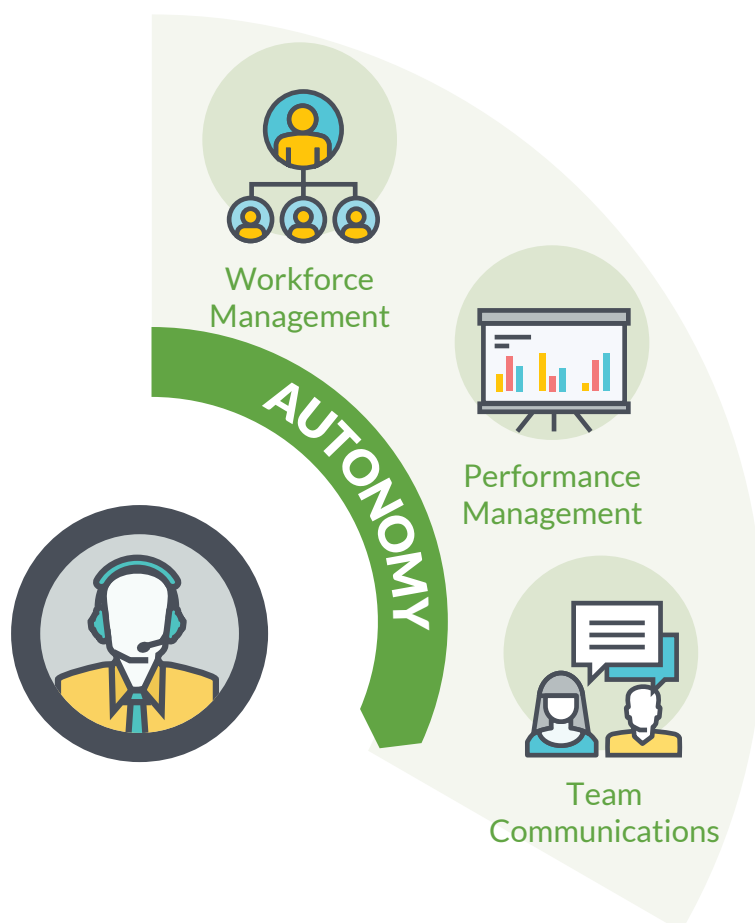 Workforce
Management
AUTONOMY
Performance
Management
Team
Communications